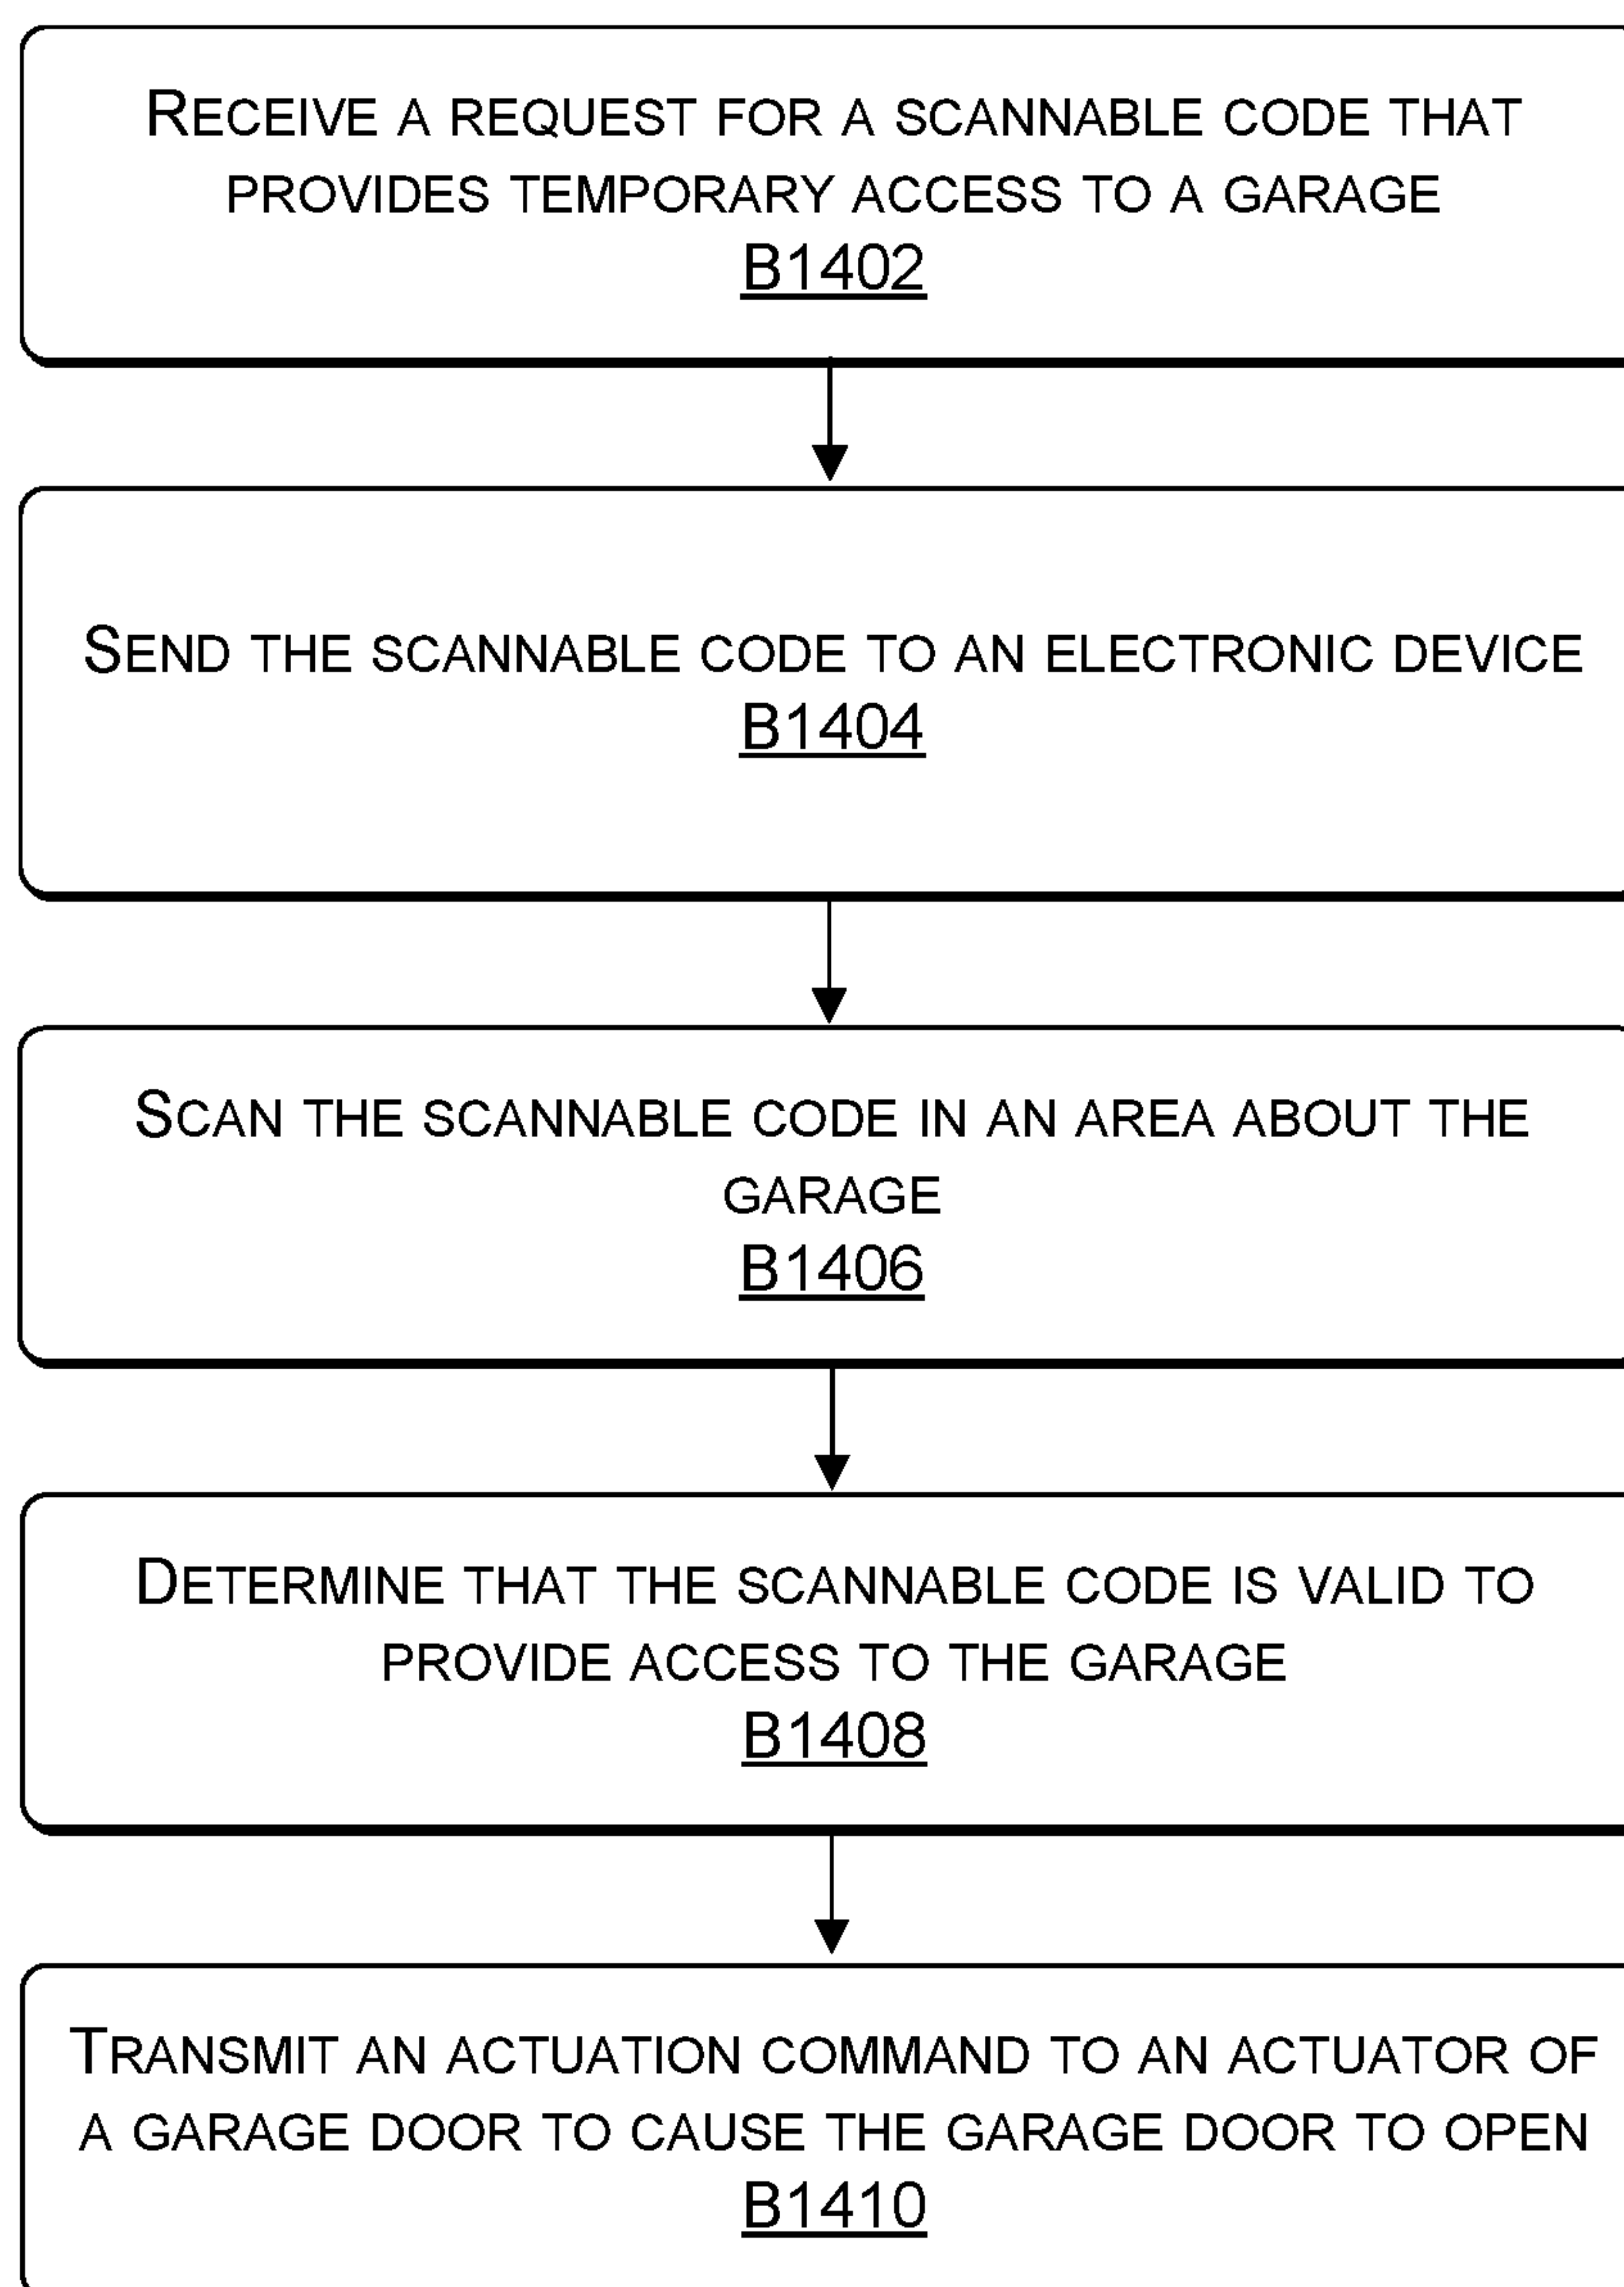 RECEIVE A REQUEST FOR A SCANNABLE CODE THAT
PROVIDES TEMPORARY ACCESS TO A GARAGE
B1402
SEND THE SCANNABLE CODE TO AN ELECTRONIC DEVICE
B1404
SCAN THE SCANNABLE CODE IN AN AREA ABOUT THE
GARAGE
B1406
DETERMINE THAT THE SCANNABLE CODE IS VALID TO
PROVIDE ACCESS TO THE GARAGE
B1408
TRANSMIT AN ACTUATION COMMAND TO AN ACTUATOR OF
A GARAGE DOOR TO CAUSE THE GARAGE DOOR TO OPEN
B1410